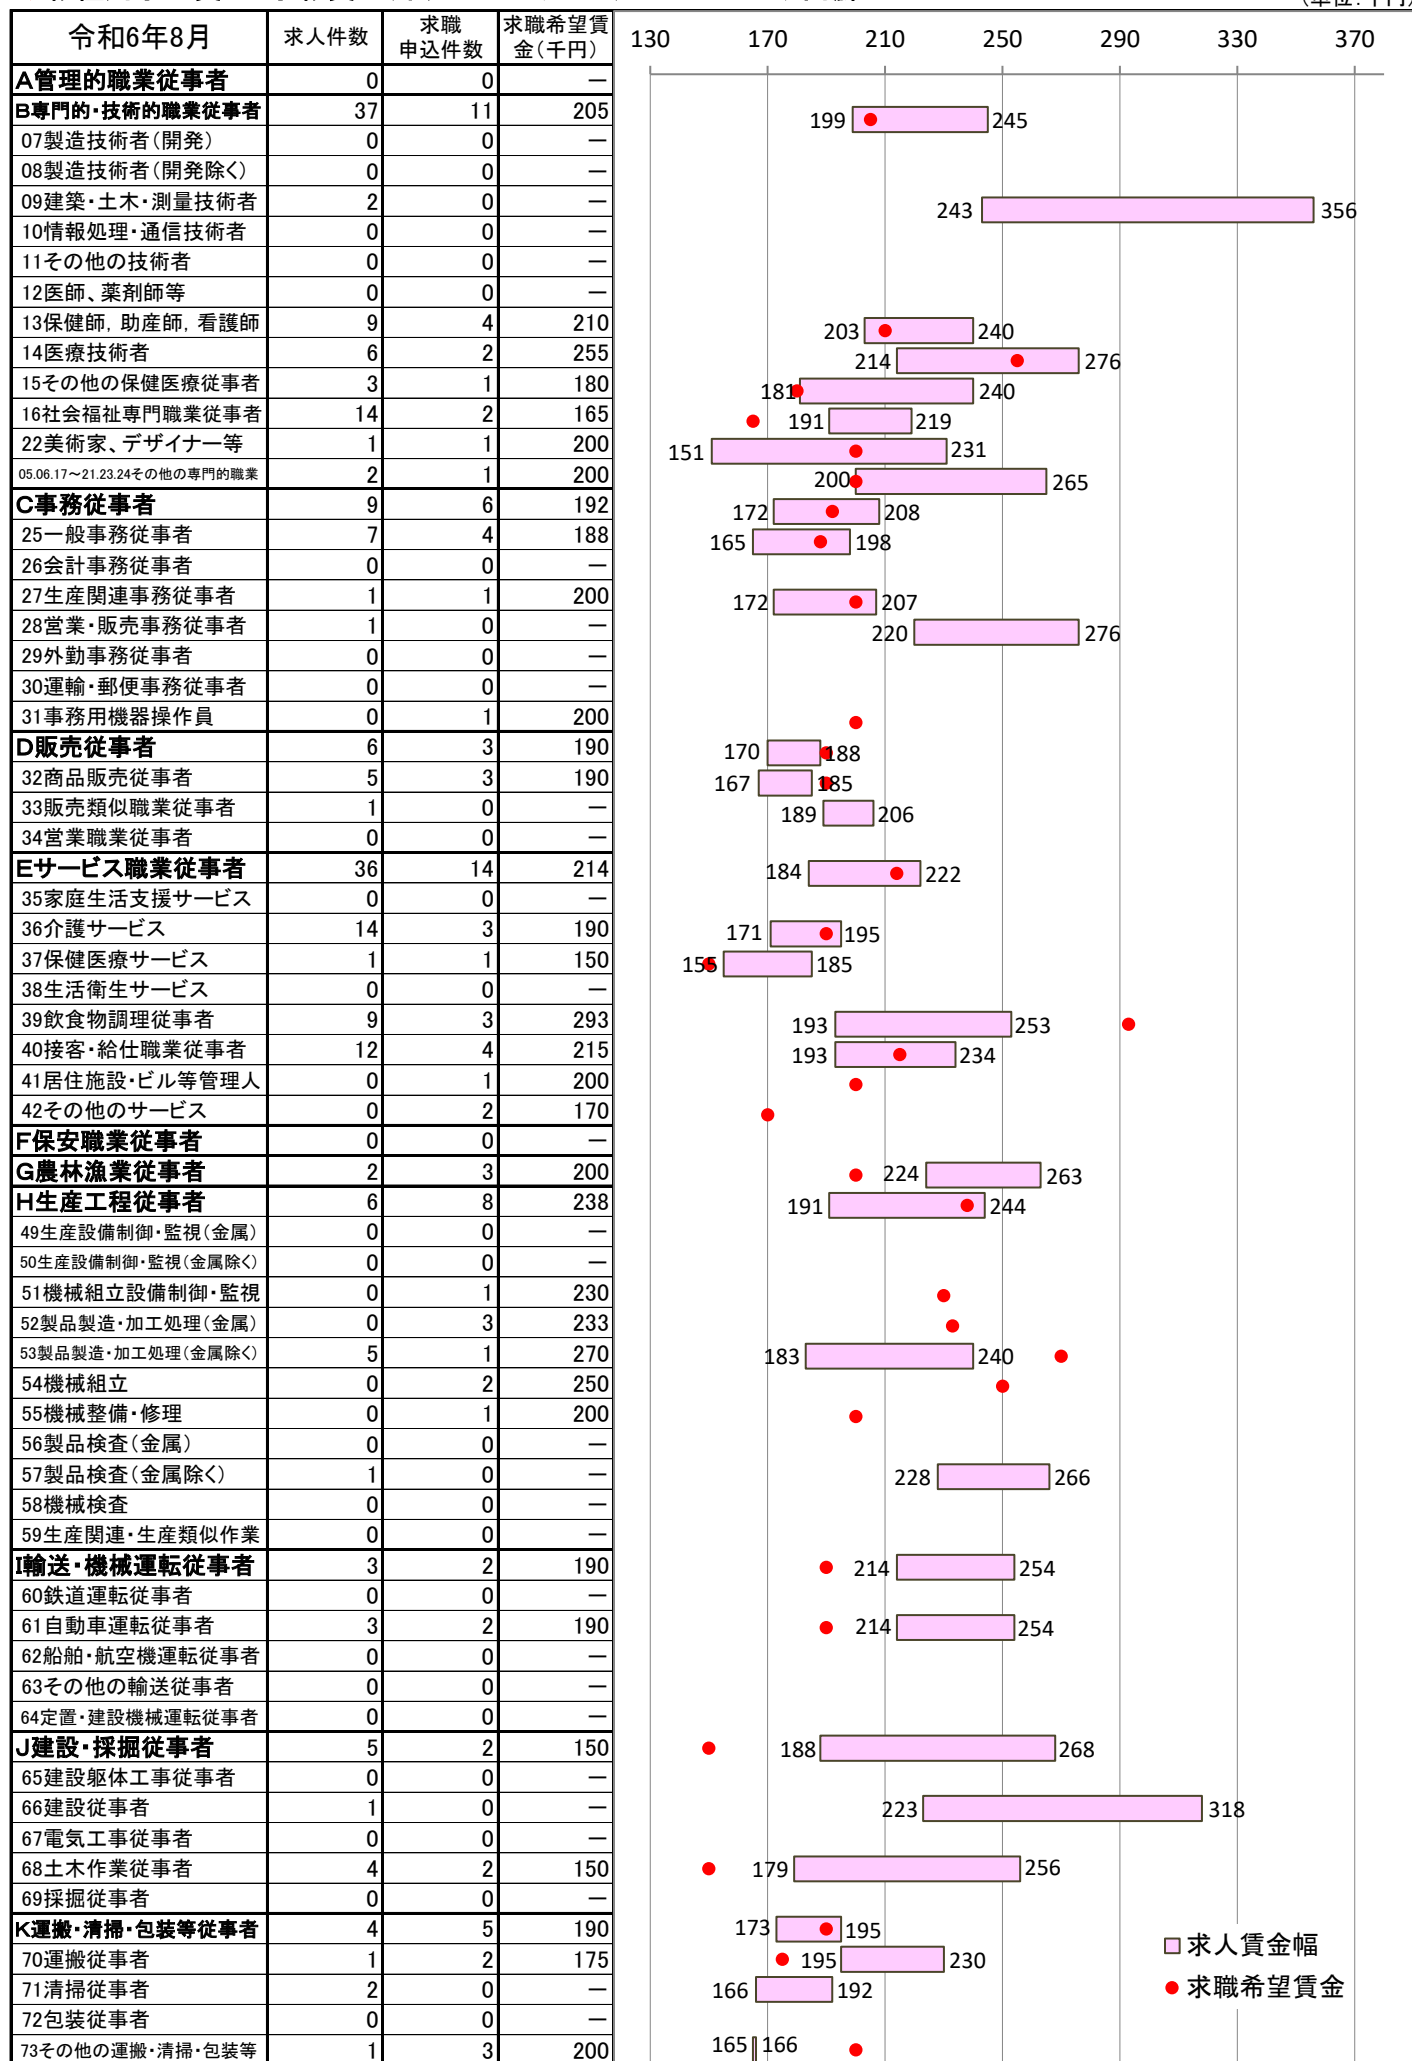 (単位:千円)
令和6年8月 求人件数 求職申込件数 求職希望賃金(千円) 130 170 210 250 290 330 370
A管理的職業従事者 0 0 ―
B専門的・技術的職業従事者 37 11 205 199 245
07製造技術者(開発) 0 0 ―
08製造技術者(開発除く) 0 0 ―
09建築・土木・測量技術者 2 0 ― 243 356
10情報処理・通信技術者 0 0 ―
11その他の技術者 0 0 ―
12医師、薬剤師等 0 0 ―
13保健師, 助産師, 看護師 9 4 210 203 240
14医療技術者 6 2 255 214 276
15その他の保健医療従事者 3 1 180 181 240
16社会福祉専門職業従事者 14 2 165 191 219
22美術家、デザイナー等 1 1 200 151 231
05.06.17~21.23.24その他の専門的職業 2 1 200 200 265
C事務従事者 9 6 192 172 208
25一般事務従事者 7 4 188 165 198
26会計事務従事者 0 0 ―
27生産関連事務従事者 1 1 200 172 207
28営業・販売事務従事者 1 0 ― 220 276
29外勤事務従事者 0 0 ―
30運輸・郵便事務従事者 0 0 ―
31事務用機器操作員 0 1 200
D販売従事者 6 3 190 170 188
32商品販売従事者 5 3 190 167 185
33販売類似職業従事者 1 0 ― 189 206
34営業職業従事者 0 0 ―
Eサービス職業従事者 36 14 214 184 222
35家庭生活支援サービス 0 0 ―
36介護サービス 14 3 190 171 195
37保健医療サービス 1 1 150 155 185
38生活衛生サービス 0 0 ―
39飲食物調理従事者 9 3 293 193 253
40接客・給仕職業従事者 12 4 215 193 234
41居住施設・ビル等管理人 0 1 200
42その他のサービス 0 2 170
F保安職業従事者 0 0 ―
G農林漁業従事者 2 3 200 224 263
H生産工程従事者 6 8 238 191 244
49生産設備制御・監視(金属) 0 0 ―
50生産設備制御・監視(金属除く) 0 0 ―
51機械組立設備制御・監視 0 1 230
52製品製造・加工処理(金属) 0 3 233
53製品製造・加工処理(金属除く) 5 1 270 183 240
54機械組立 0 2 250
55機械整備・修理 0 1 200
56製品検査(金属) 0 0 ―
57製品検査(金属除く) 1 0 ― 228 266
58機械検査 0 0 ―
59生産関連・生産類似作業 0 0 ―
I輸送・機械運転従事者 3 2 190 214 254
60鉄道運転従事者 0 0 ―
61自動車運転従事者 3 2 190 214 254
62船舶・航空機運転従事者 0 0 ―
63その他の輸送従事者 0 0 ―
64定置・建設機械運転従事者 0 0 ―
J建設・採掘従事者 5 2 150 188 268
65建設躯体工事従事者 0 0 ―
66建設従事者 1 0 ― 223 318
67電気工事従事者 0 0 ―
68土木作業従事者 4 2 150 179 256
69採掘従事者 0 0 ―
K運搬・清掃・包装等従事者 4 5 190 173 195
70運搬従事者 1 2 175 195 230
71清掃従事者 2 0 ― 166 192
72包装従事者 0 0 ―
73その他の運搬・清掃・包装等 1 3 200 165 166
求人賃金幅
求職希望賃金